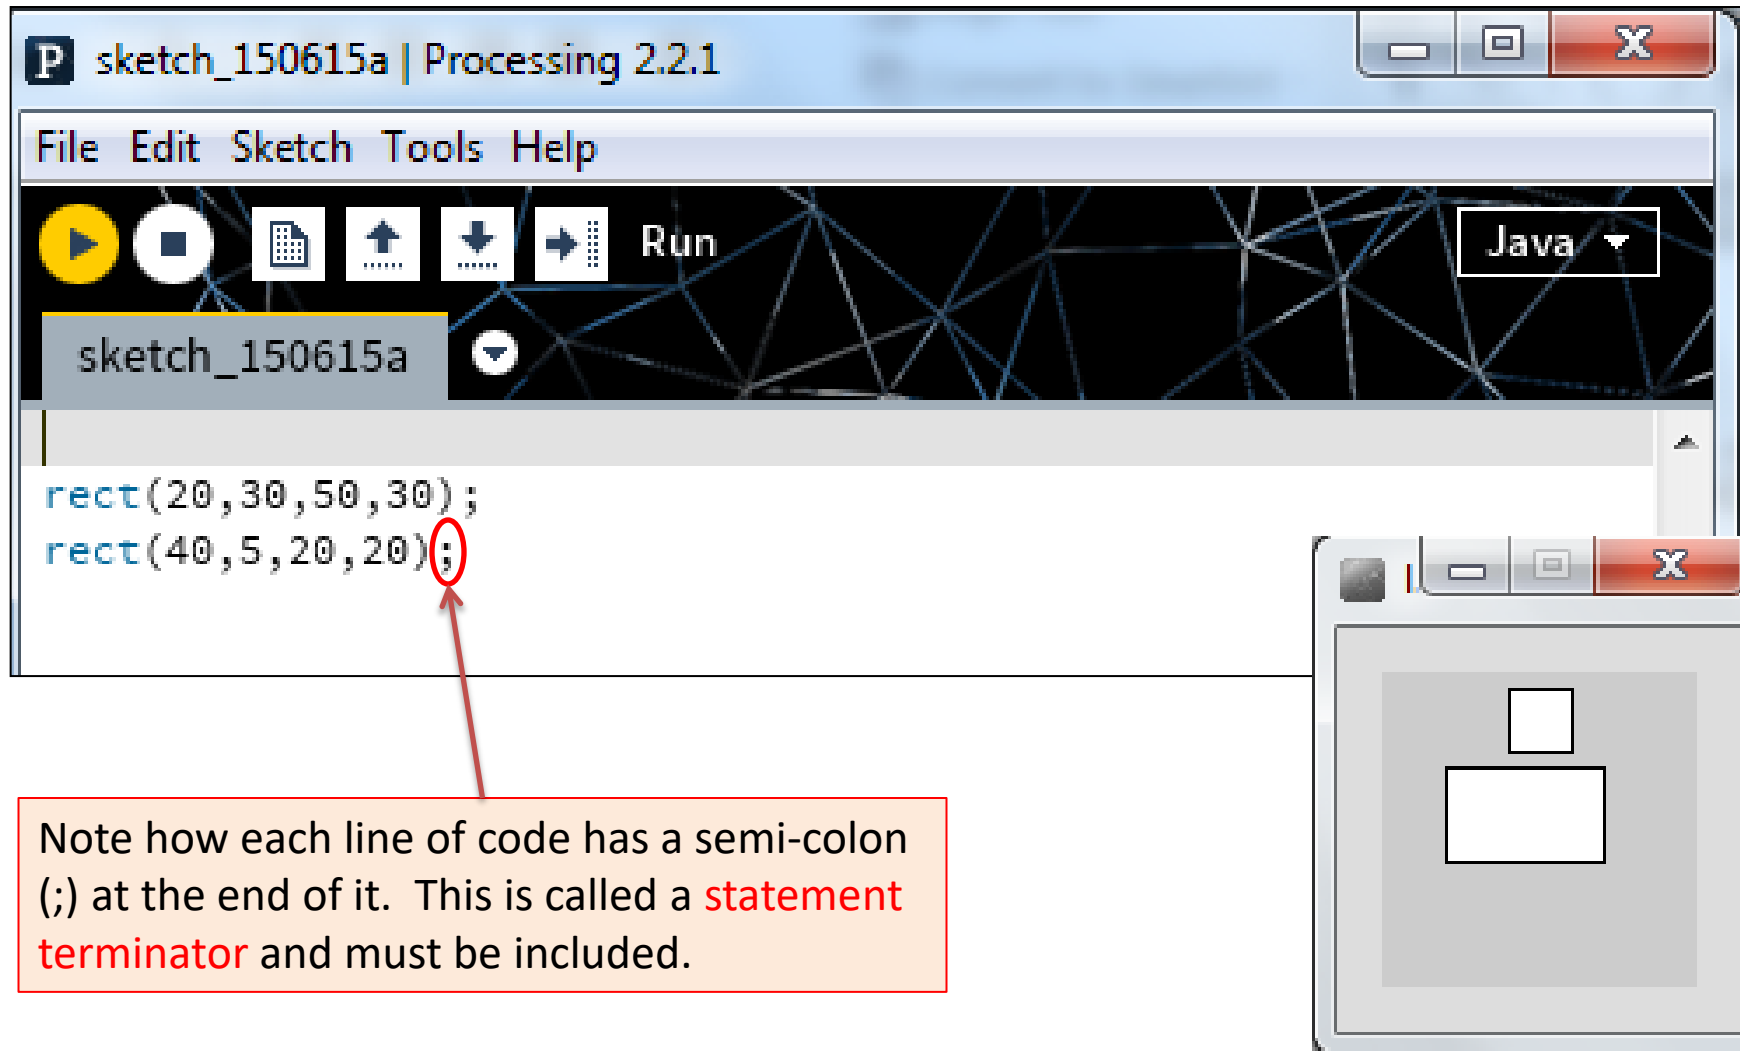 P sketch_150615a | Processing 2.2.1
File Edit Sketch Tools Help
Run
Java
sketch_150615a
rect(20,30,50,30);
rect(40,5,20,20);
Note how each line of code has a semi-colon
(;) at the end of it. This is called a statement
terminator and must be included.